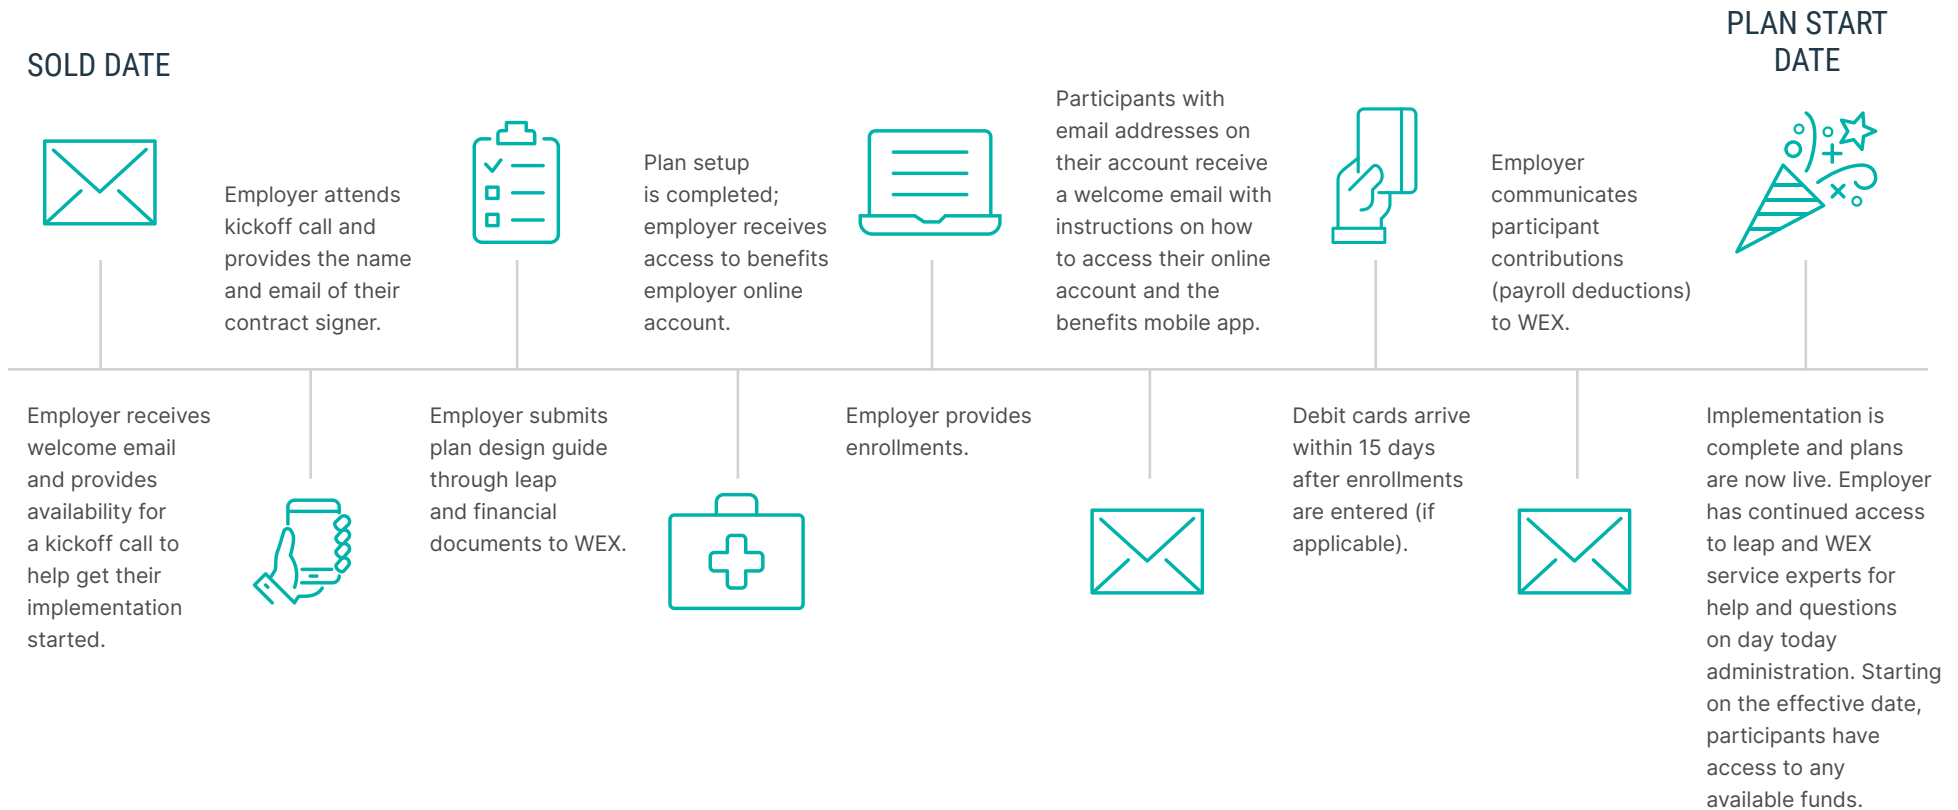 SOLD DATE
Employer receives
welcome email
and provides
availability for
a kickoff call to
help get their
implementation
started.
Employer attends
kickoff call and
provides the name
and email of their
contract signer.
Employer submits
plan design guide
through leap
and financial
documents to WEX.
Plan setup
is completed;
employer receives
access to benefits
employer online
account.
Employer provides
enrollments.
Participants with
email addresses on
their account receive
a welcome email with
instructions on how
to access their online
account and the
benefits mobile app.
Debit cards arrive
within 15 days
after enrollments
are entered (if
applicable).
Employer
communicates
participant
contributions
(payroll deductions)
to WEX.
PLAN START
DATE
Implementation is
complete and plans
are now live. Employer
has continued access
to leap and WEX
service experts for
help and questions
on day today
administration. Starting
on the effective date,
participants have
access to any
available funds.